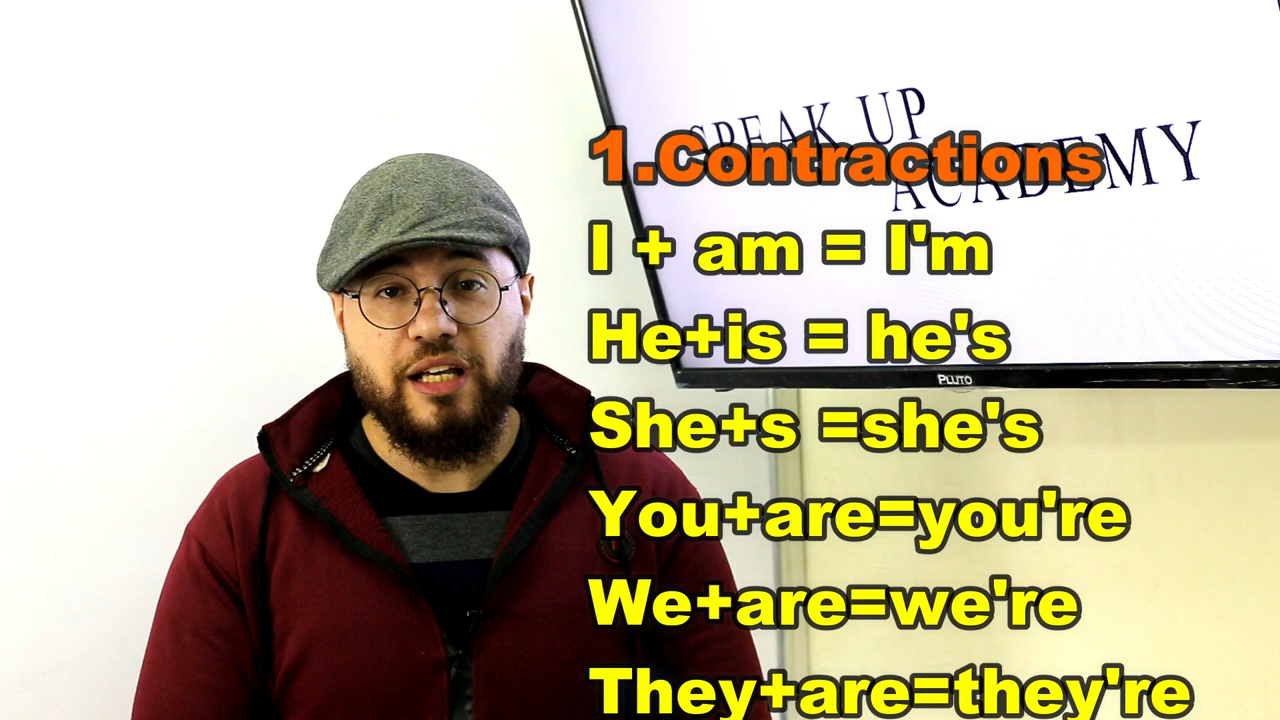 SPEAK UP
ACADEMY
1.Contractions
I + am = I'm
He+is = he's
She+s =she's
You+are=you're
We+are=we're
They+are=they're
PLUTO